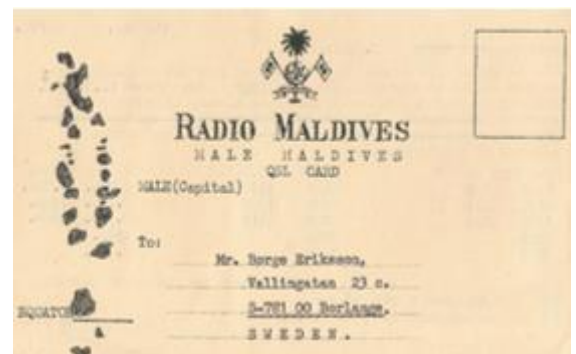 RADIO MALDIVES
MALE MALDIVES
QSL CARD
MALE(Capital)
To:
Mr. Borge Eriksson,
Vallingatan 23 c.
S-781 00 Borlange.
SWEDEN.
EQUATOR